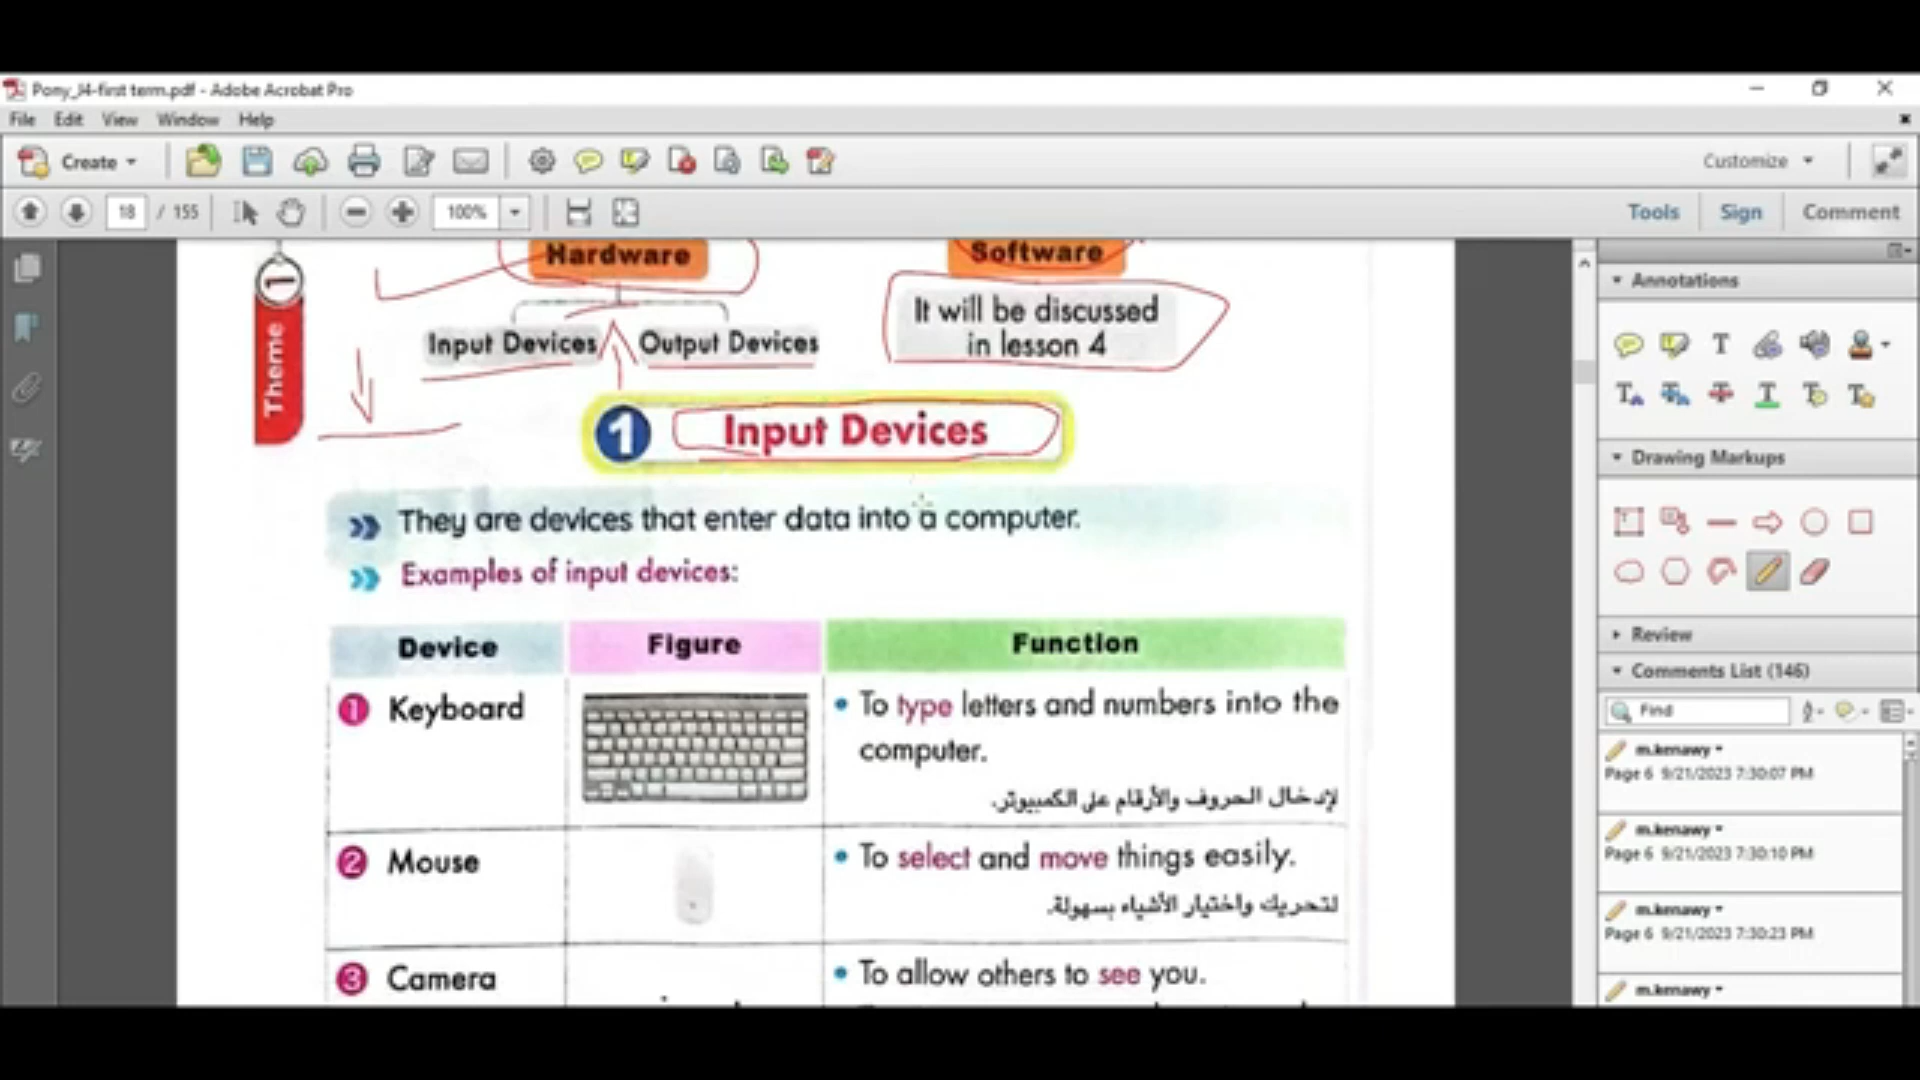 Pony_J4-first term.pdf - Adobe Acrobat Pro
File Edit View Window Help
Create
Customize
18 / 155
100%
Tools Sign Comment
Hardware
Software
It will be discussed
in lesson 4
Input Devices
Output Devices
Theme
1
1 Input Devices
They are devices that enter data into a computer.
Examples of input devices:
Device Figure Function
1 Keyboard
To type letters and numbers into the
computer.
لإدخال الحروف والأرقام على الكمبيوتر.
2 Mouse
To select and move things easily.
لتحريك واختيار الأشياء بسهولة.
3 Camera
To allow others to see you.
Annotations
Drawing Markups
Review
Comments List (146)
Find
m.kenawy
Page 6 9/21/2023 7:30:07 PM
m.kenawy
Page 6 9/21/2023 7:30:10 PM
m.kenawy
Page 6 9/21/2023 7:30:23 PM
m.kenawy